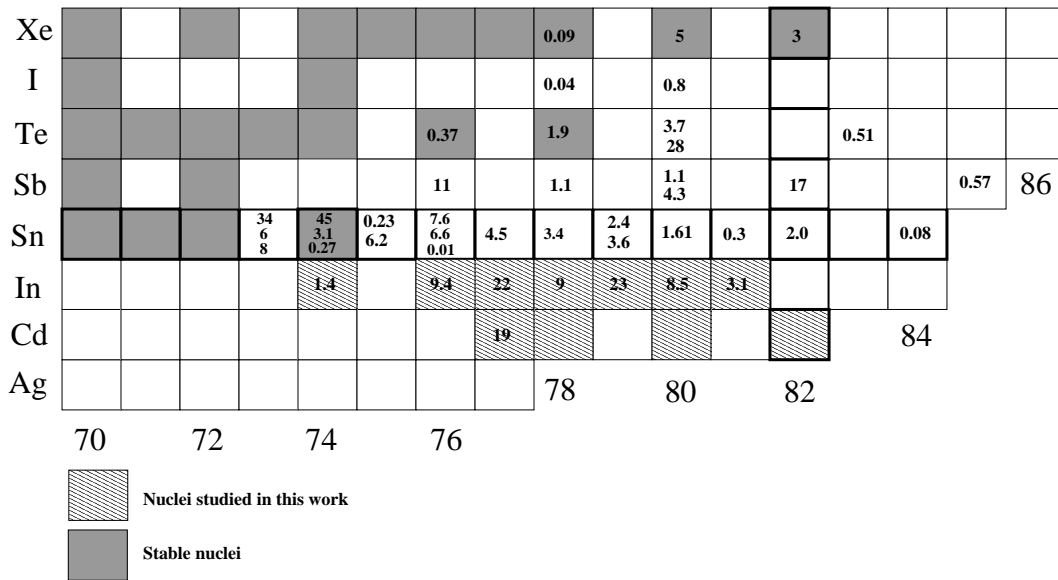 Xe 0.09 5 3
I 0.04 0.8
Te 0.37 1.9 3.7 0.51
28
Sb 11 1.1 1.1 17 0.57 86
4.3
Sn 34 45 0.23 7.6 4.5 3.4 2.4 1.61 0.3 2.0 0.08
6 3.1 6.2 6.6 3.6
8 0.27 0.01
In 1.4 9.4 22 9 23 8.5 3.1
Cd 19 84
Ag 78 80 82
70 72 74 76
Nuclei studied in this work
Stable nuclei